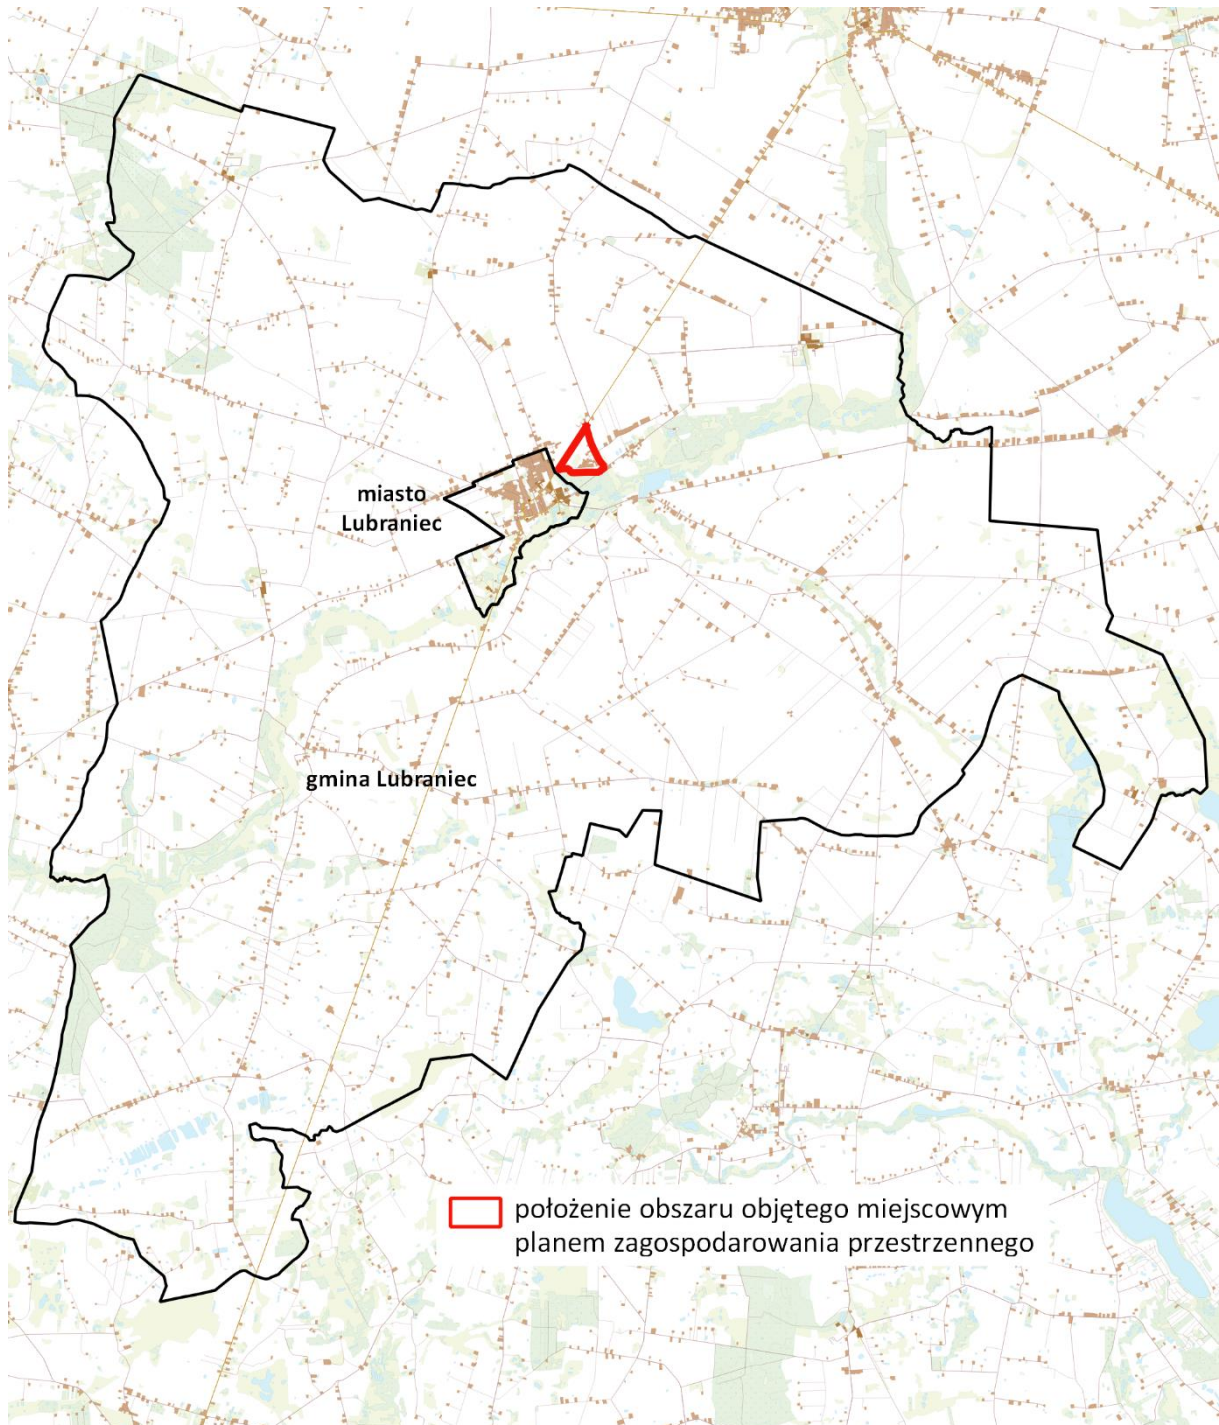 miasto
Lubraniec
gmina Lubraniec
położenie obszaru objętego miejscowym
planem zagospodarowania przestrzennego